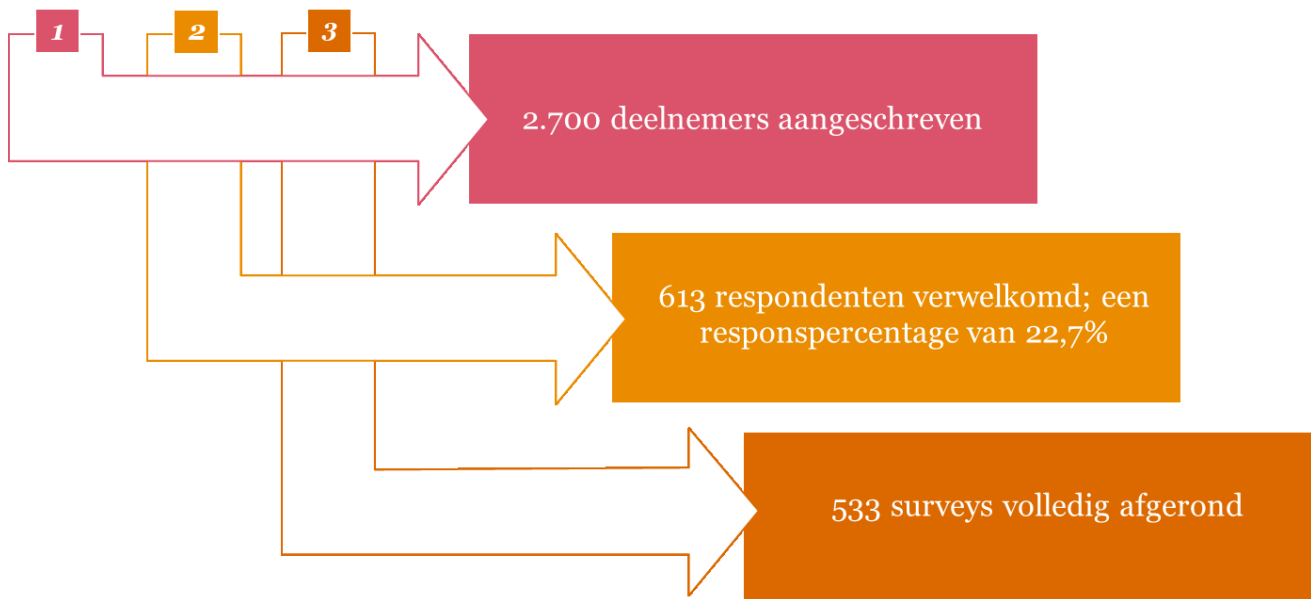 1
2
3
2.700 deelnemers aangeschreven
613 respondenten verwelkomd; een
responspercentage van 22,7%
533 surveys volledig afgerond